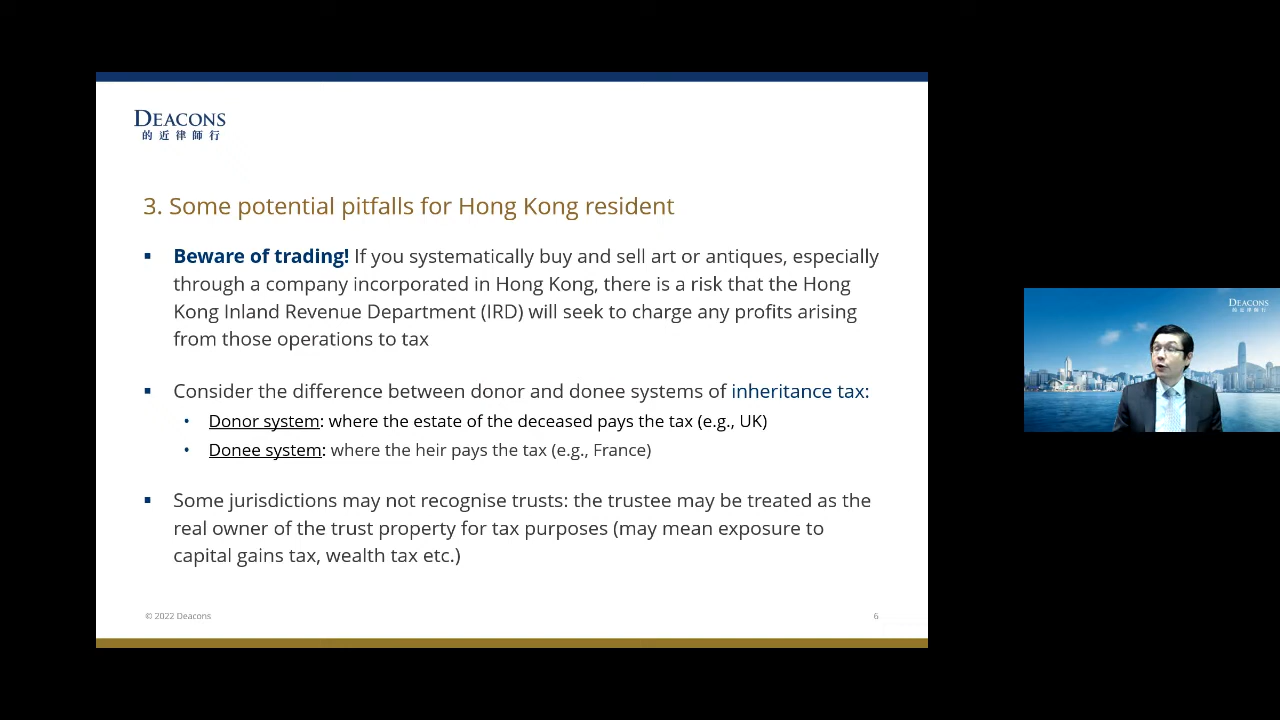 DEACONS
的近律師行
3. Some potential pitfalls for Hong Kong resident
▪ Beware of trading! If you systematically buy and sell art or antiques, especially
through a company incorporated in Hong Kong, there is a risk that the Hong
Kong Inland Revenue Department (IRD) will seek to charge any profits arising
from those operations to tax
▪ Consider the difference between donor and donee systems of inheritance tax:
• Donor system: where the estate of the deceased pays the tax (e.g., UK)
• Donee system: where the heir pays the tax (e.g., France)
▪ Some jurisdictions may not recognise trusts: the trustee may be treated as the
real owner of the trust property for tax purposes (may mean exposure to
capital gains tax, wealth tax etc.)
© 2022 Deacons
6
DEACONS
的近律師行